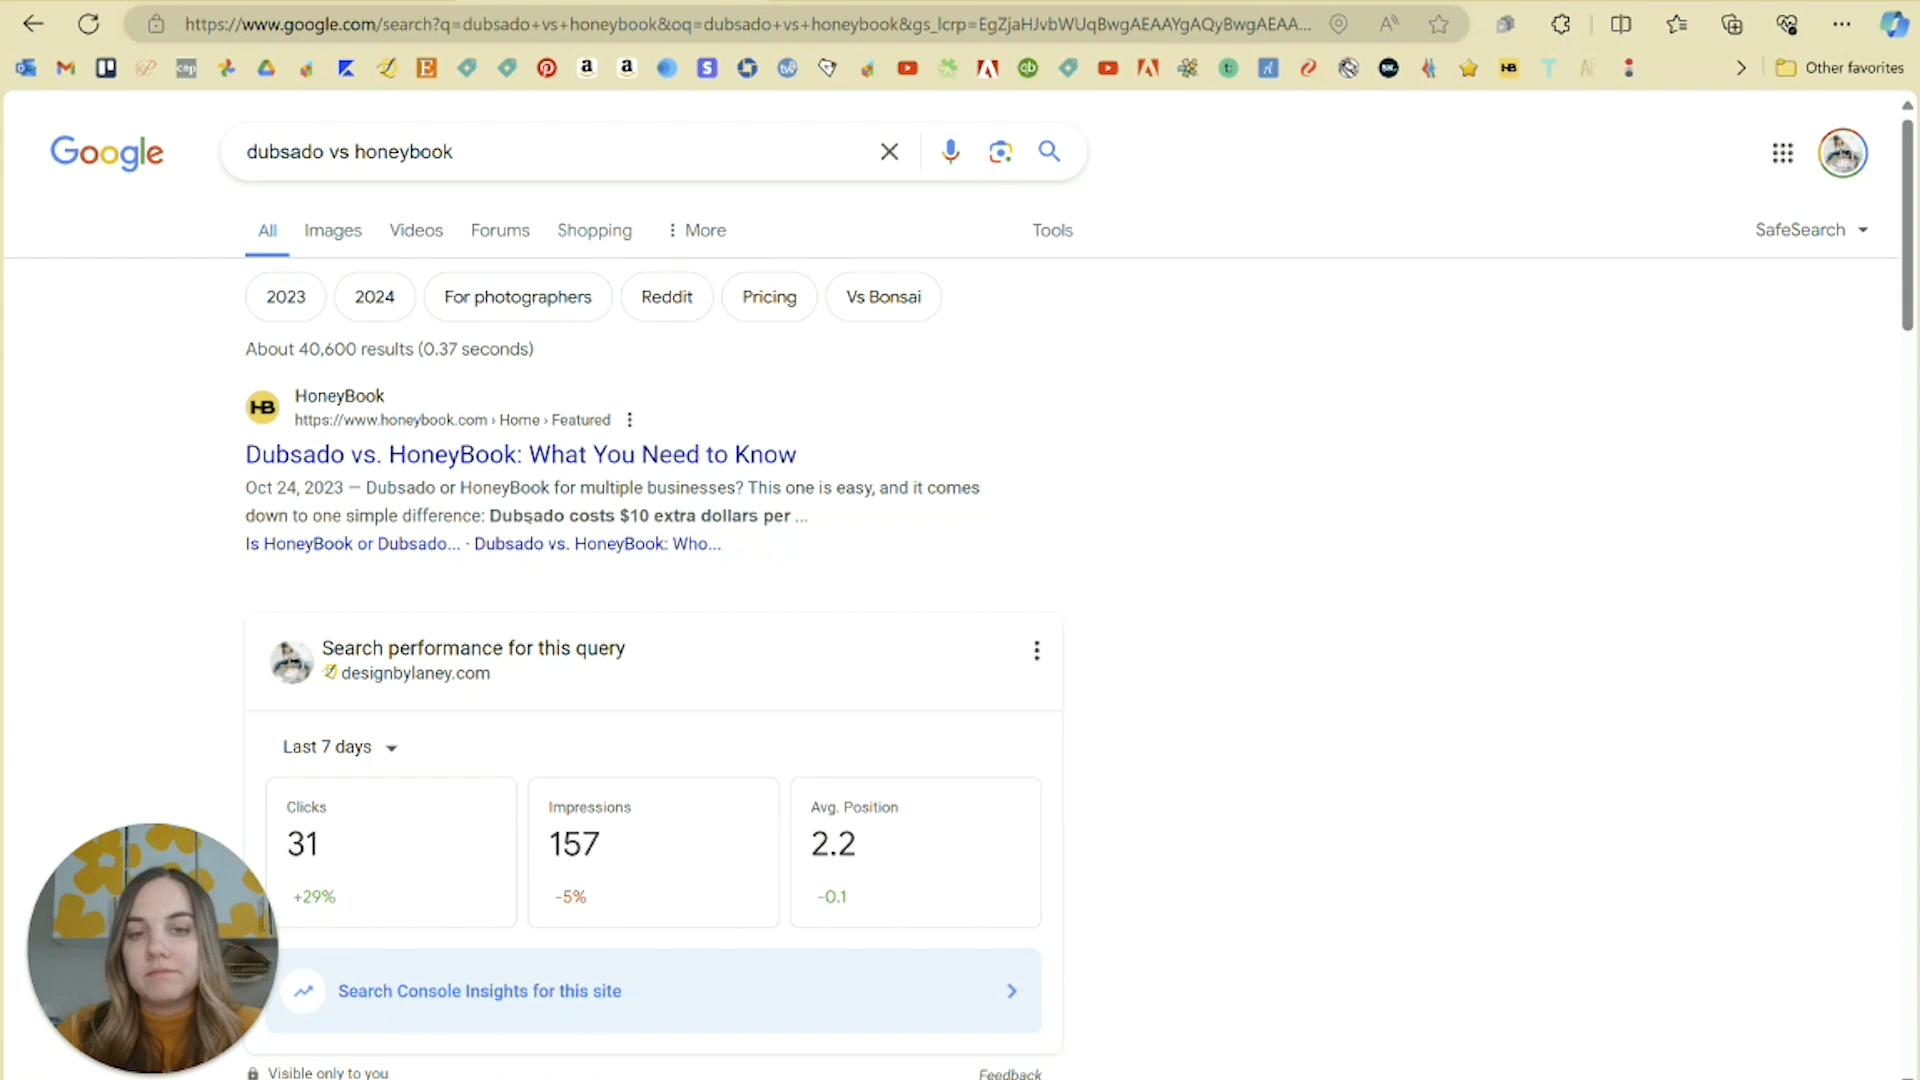 https://www.google.com/search?q=dubsado+vs+honeybook&oq=dubsado+vs+honeybook&gs_lcrp=EgZjaHJvbWUqBwgAEAAYgAQyBwgAEAA...
Other favorites
Google
dubsado vs honeybook
All Images Videos Forums Shopping More Tools SafeSearch
2023 2024 For photographers Reddit Pricing Vs Bonsai
About 40,600 results (0.37 seconds)
HB
HoneyBook
https://www.honeybook.com › Home › Featured
Dubsado vs. HoneyBook: What You Need to Know
Oct 24, 2023 — Dubsado or HoneyBook for multiple businesses? This one is easy, and it comes
down to one simple difference: Dubsado costs $10 extra dollars per ...
Is HoneyBook or Dubsado... · Dubsado vs. HoneyBook: Who...
Search performance for this query
designbylaney.com
Last 7 days
Clicks Impressions Avg. Position
31 157 2.2
+29% -5% -0.1
Search Console Insights for this site
Visible only to you Feedback